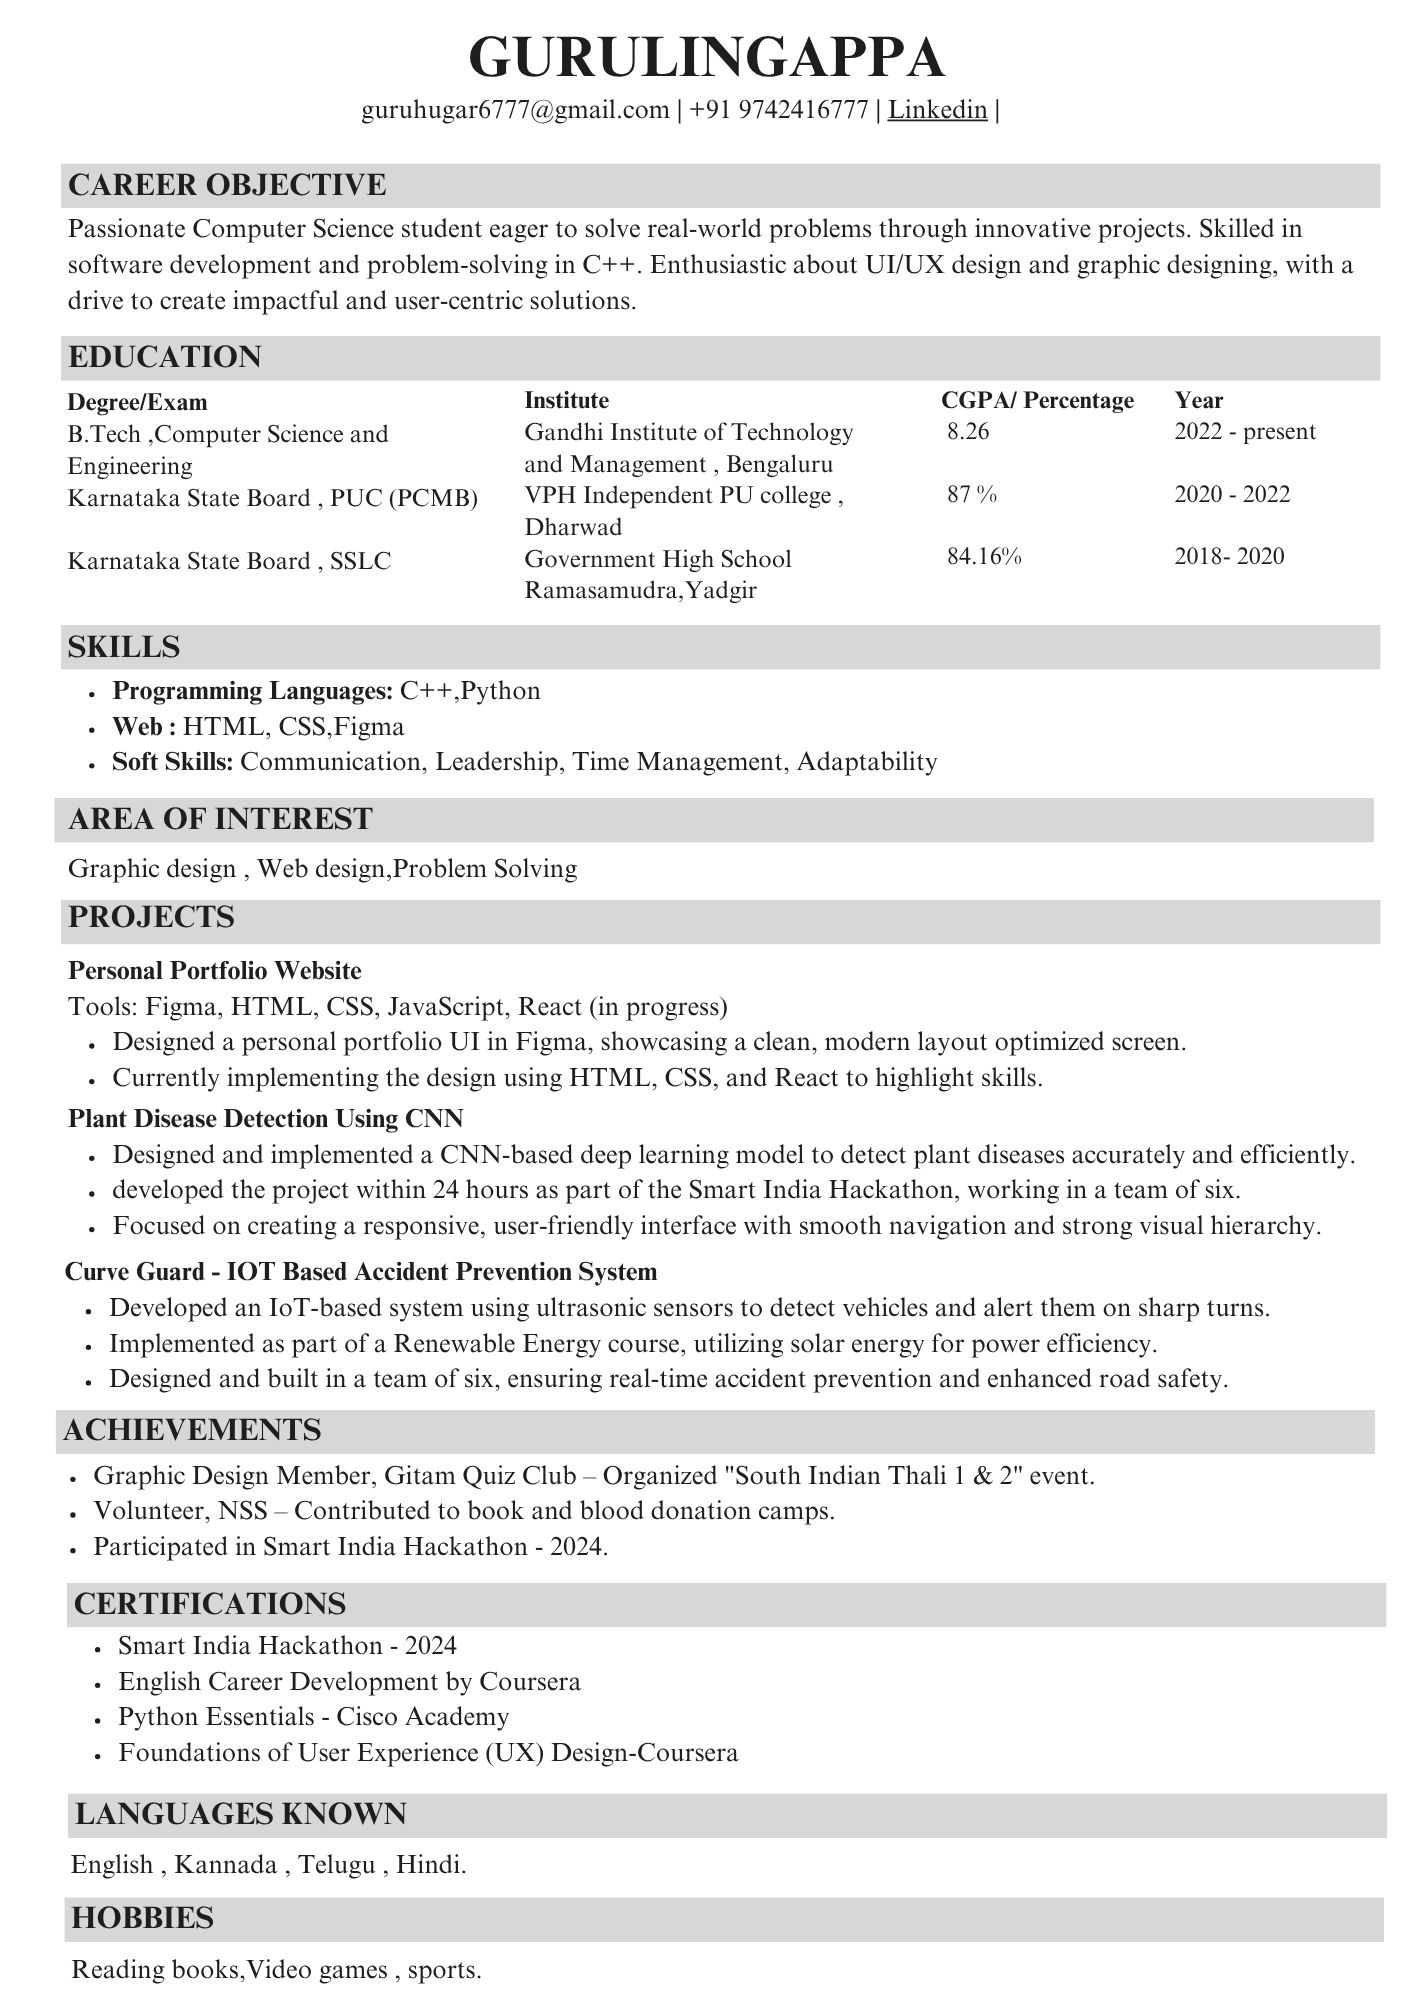 GURULINGAPPA
guruhugar6777@gmail.com | +91 9742416777 | Linkedin |
CAREER OBJECTIVE
Passionate Computer Science student eager to solve real-world problems through innovative projects. Skilled in
software development and problem-solving in C++. Enthusiastic about UI/UX design and graphic designing, with a
drive to create impactful and user-centric solutions.
EDUCATION
Degree/Exam Institute CGPA/ Percentage Year
B.Tech ,Computer Science and Gandhi Institute of Technology 8.26 2022 - present
Engineering and Management , Bengaluru
Karnataka State Board , PUC (PCMB) VPH Independent PU college , 87 % 2020 - 2022
Dharwad
Karnataka State Board , SSLC Government High School 84.16% 2018- 2020
Ramasamudra,Yadgir
SKILLS
• Programming Languages: C++,Python
• Web : HTML, CSS,Figma
• Soft Skills: Communication, Leadership, Time Management, Adaptability
AREA OF INTEREST
Graphic design , Web design,Problem Solving
PROJECTS
Personal Portfolio Website
Tools: Figma, HTML, CSS, JavaScript, React (in progress)
• Designed a personal portfolio UI in Figma, showcasing a clean, modern layout optimized screen.
• Currently implementing the design using HTML, CSS, and React to highlight skills.
Plant Disease Detection Using CNN
• Designed and implemented a CNN-based deep learning model to detect plant diseases accurately and efficiently.
• developed the project within 24 hours as part of the Smart India Hackathon, working in a team of six.
• Focused on creating a responsive, user-friendly interface with smooth navigation and strong visual hierarchy.
Curve Guard - IOT Based Accident Prevention System
• Developed an IoT-based system using ultrasonic sensors to detect vehicles and alert them on sharp turns.
• Implemented as part of a Renewable Energy course, utilizing solar energy for power efficiency.
• Designed and built in a team of six, ensuring real-time accident prevention and enhanced road safety.
ACHIEVEMENTS
• Graphic Design Member, Gitam Quiz Club – Organized "South Indian Thali 1 & 2" event.
• Volunteer, NSS – Contributed to book and blood donation camps.
• Participated in Smart India Hackathon - 2024.
CERTIFICATIONS
• Smart India Hackathon - 2024
• English Career Development by Coursera
• Python Essentials - Cisco Academy
• Foundations of User Experience (UX) Design-Coursera
LANGUAGES KNOWN
English , Kannada , Telugu , Hindi.
HOBBIES
Reading books,Video games , sports.